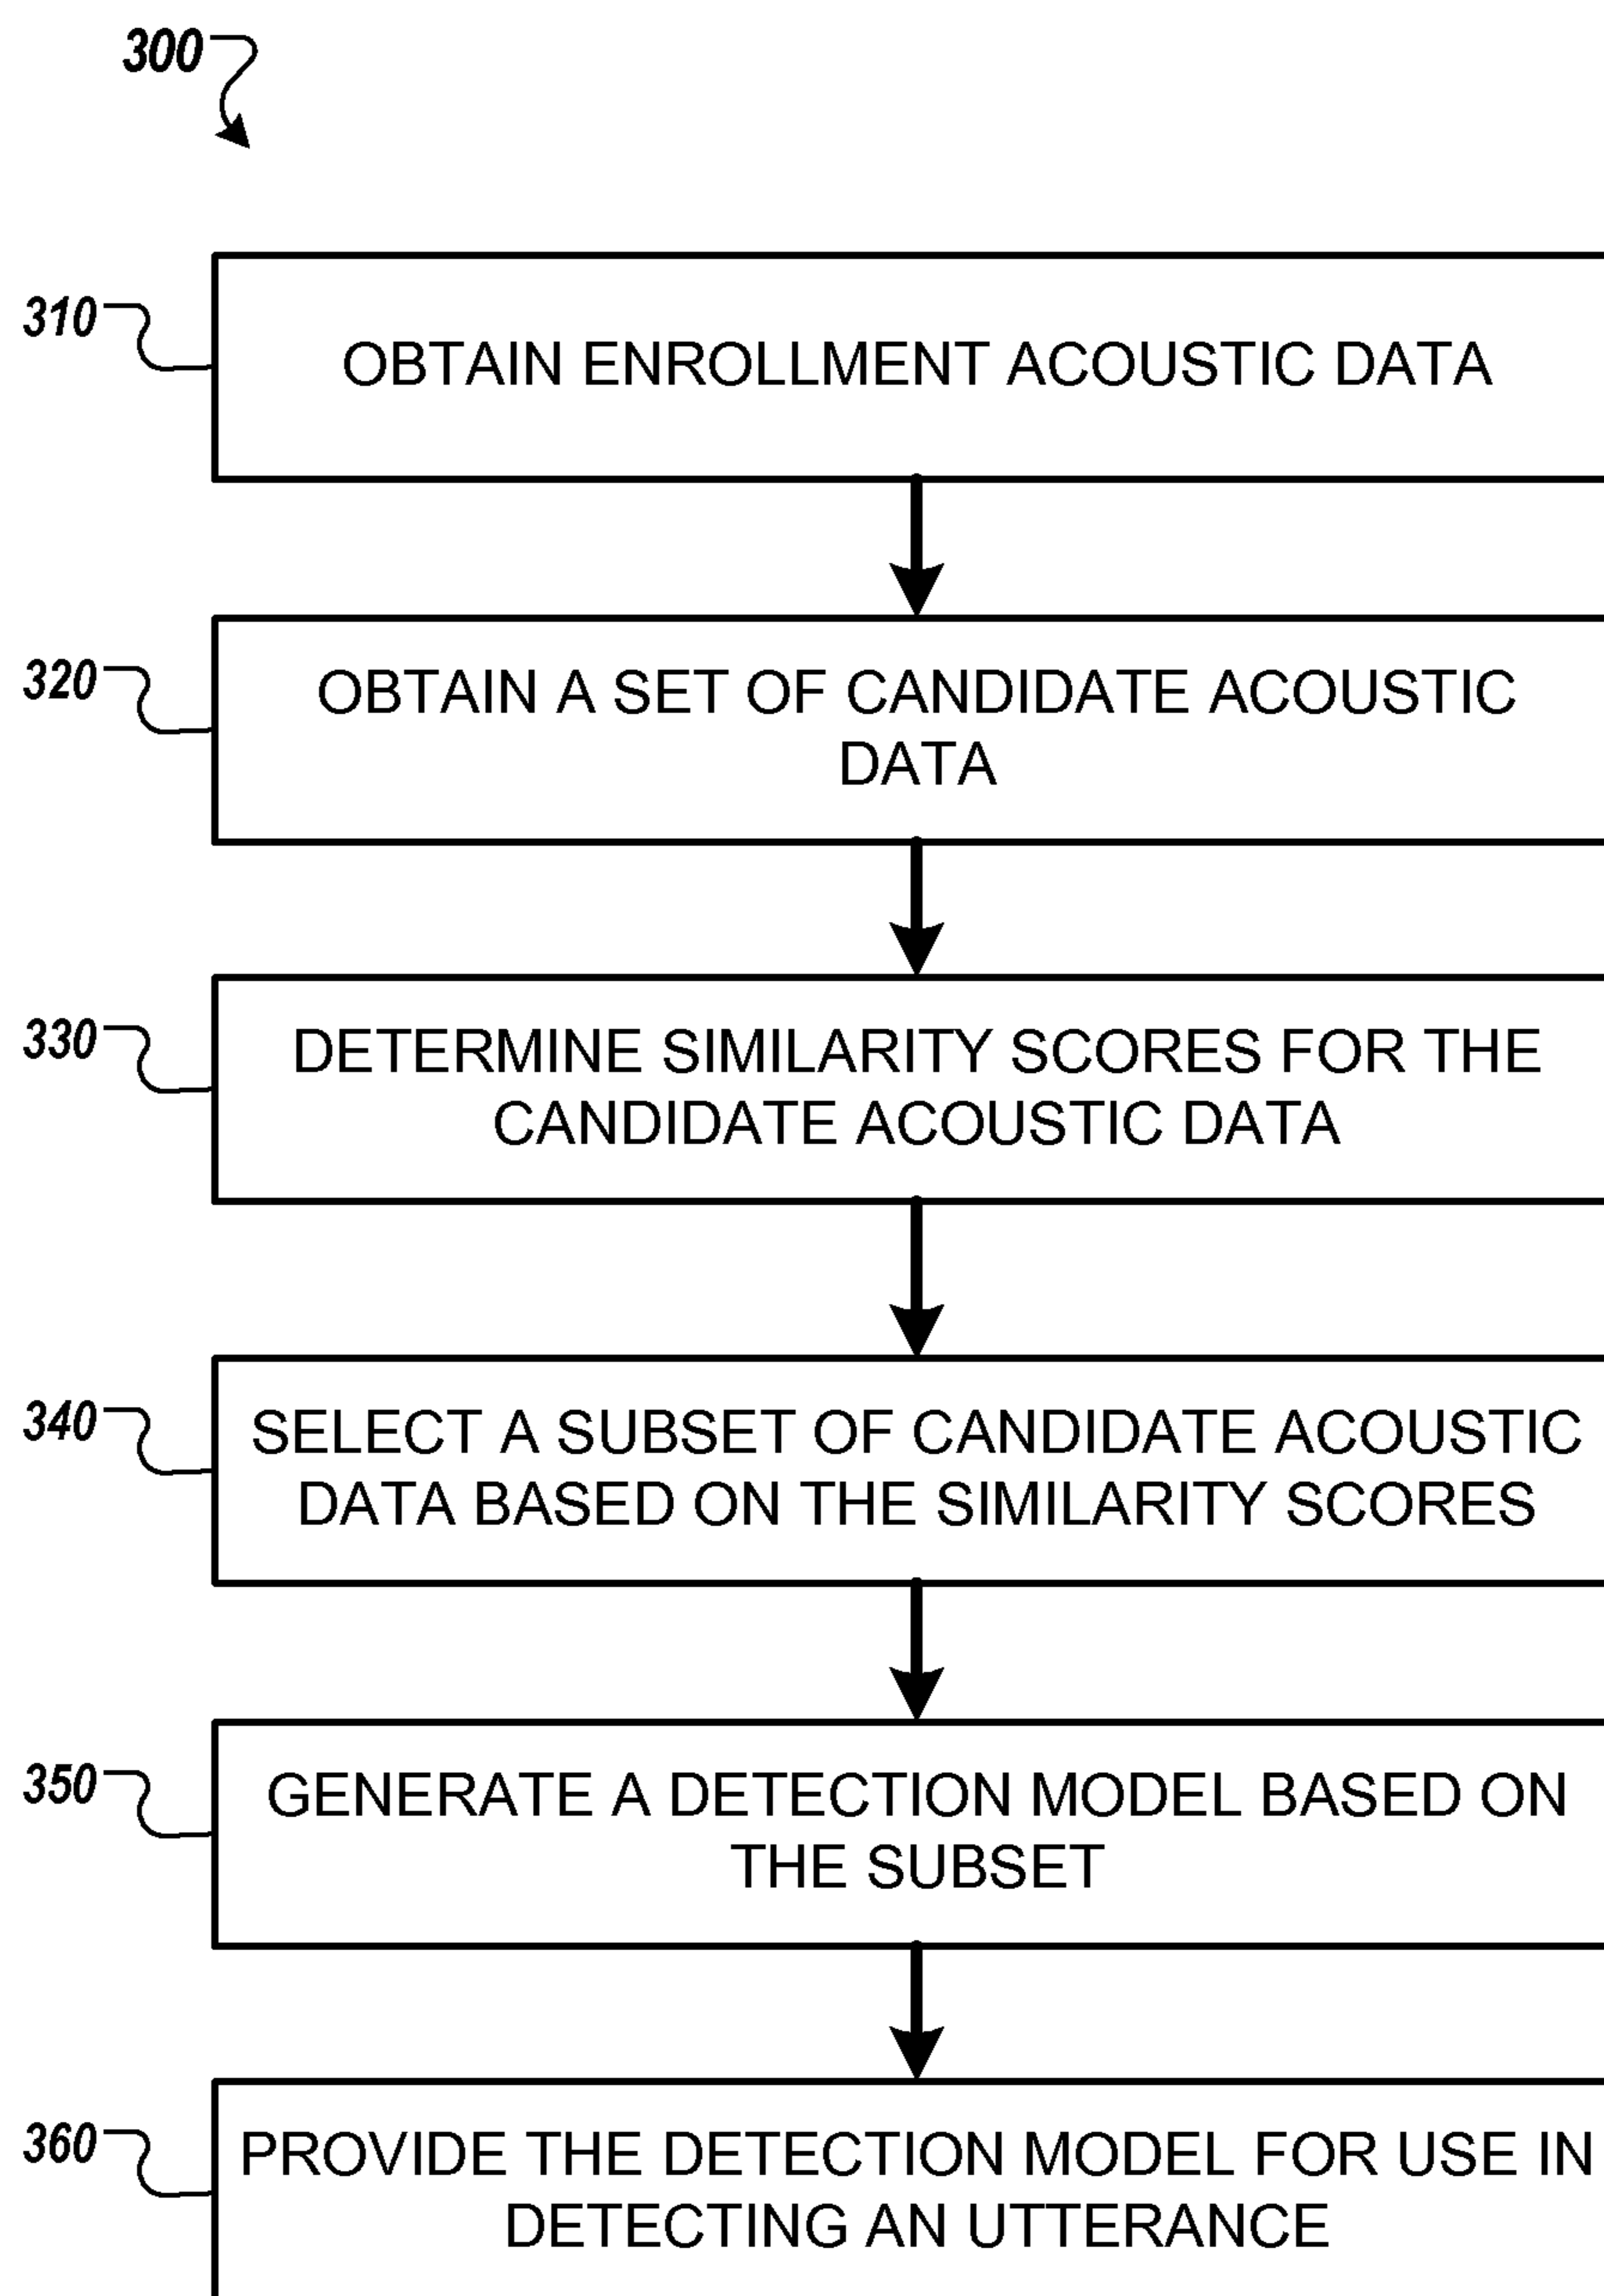 300
310
OBTAIN ENROLLMENT ACOUSTIC DATA
320
OBTAIN A SET OF CANDIDATE ACOUSTIC
DATA
330
DETERMINE SIMILARITY SCORES FOR THE
CANDIDATE ACOUSTIC DATA
340
SELECT A SUBSET OF CANDIDATE ACOUSTIC
DATA BASED ON THE SIMILARITY SCORES
350
GENERATE A DETECTION MODEL BASED ON
THE SUBSET
360
PROVIDE THE DETECTION MODEL FOR USE IN
DETECTING AN UTTERANCE